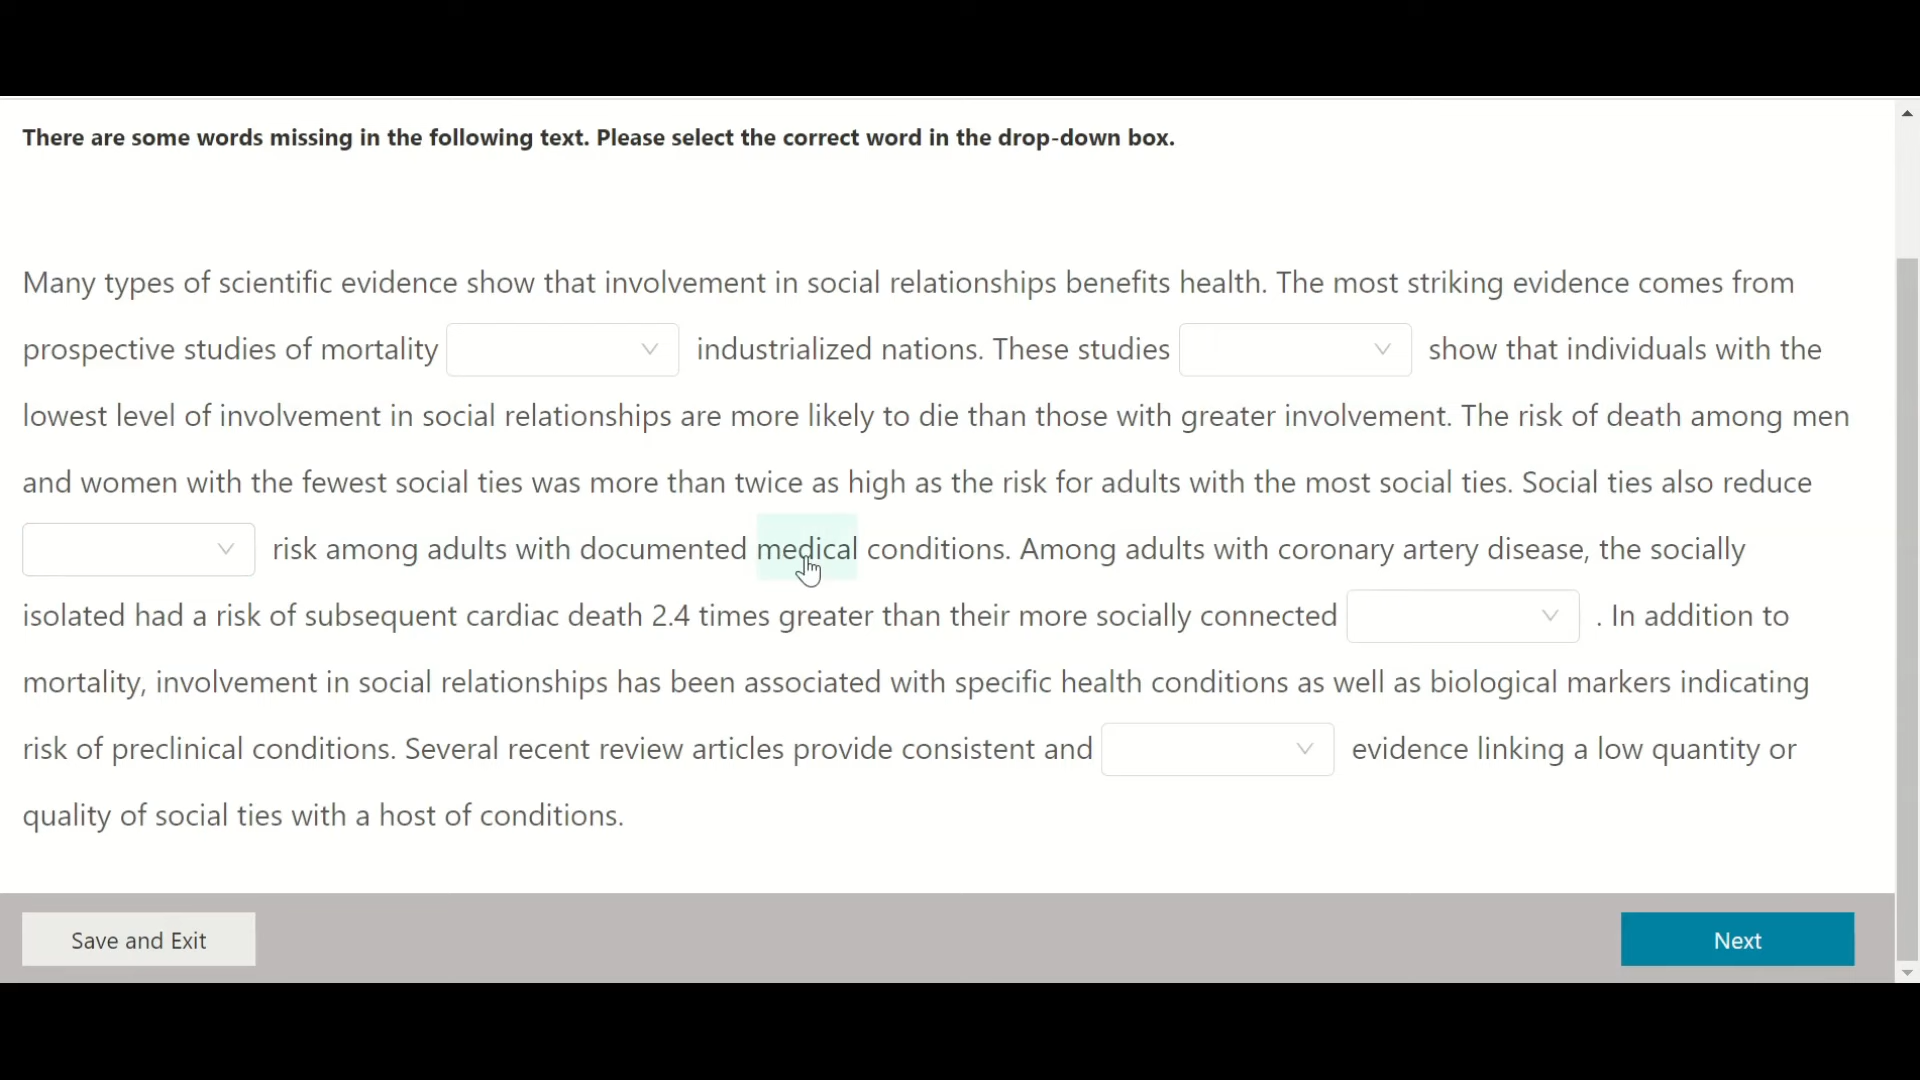 There are some words missing in the following text. Please select the correct word in the drop-down box.
Many types of scientific evidence show that involvement in social relationships benefits health. The most striking evidence comes from
prospective studies of mortality industrialized nations. These studies show that individuals with the
lowest level of involvement in social relationships are more likely to die than those with greater involvement. The risk of death among men
and women with the fewest social ties was more than twice as high as the risk for adults with the most social ties. Social ties also reduce
risk among adults with documented medical conditions. Among adults with coronary artery disease, the socially
isolated had a risk of subsequent cardiac death 2.4 times greater than their more socially connected . In addition to
mortality, involvement in social relationships has been associated with specific health conditions as well as biological markers indicating
risk of preclinical conditions. Several recent review articles provide consistent and evidence linking a low quantity or
quality of social ties with a host of conditions.
Save and Exit Next